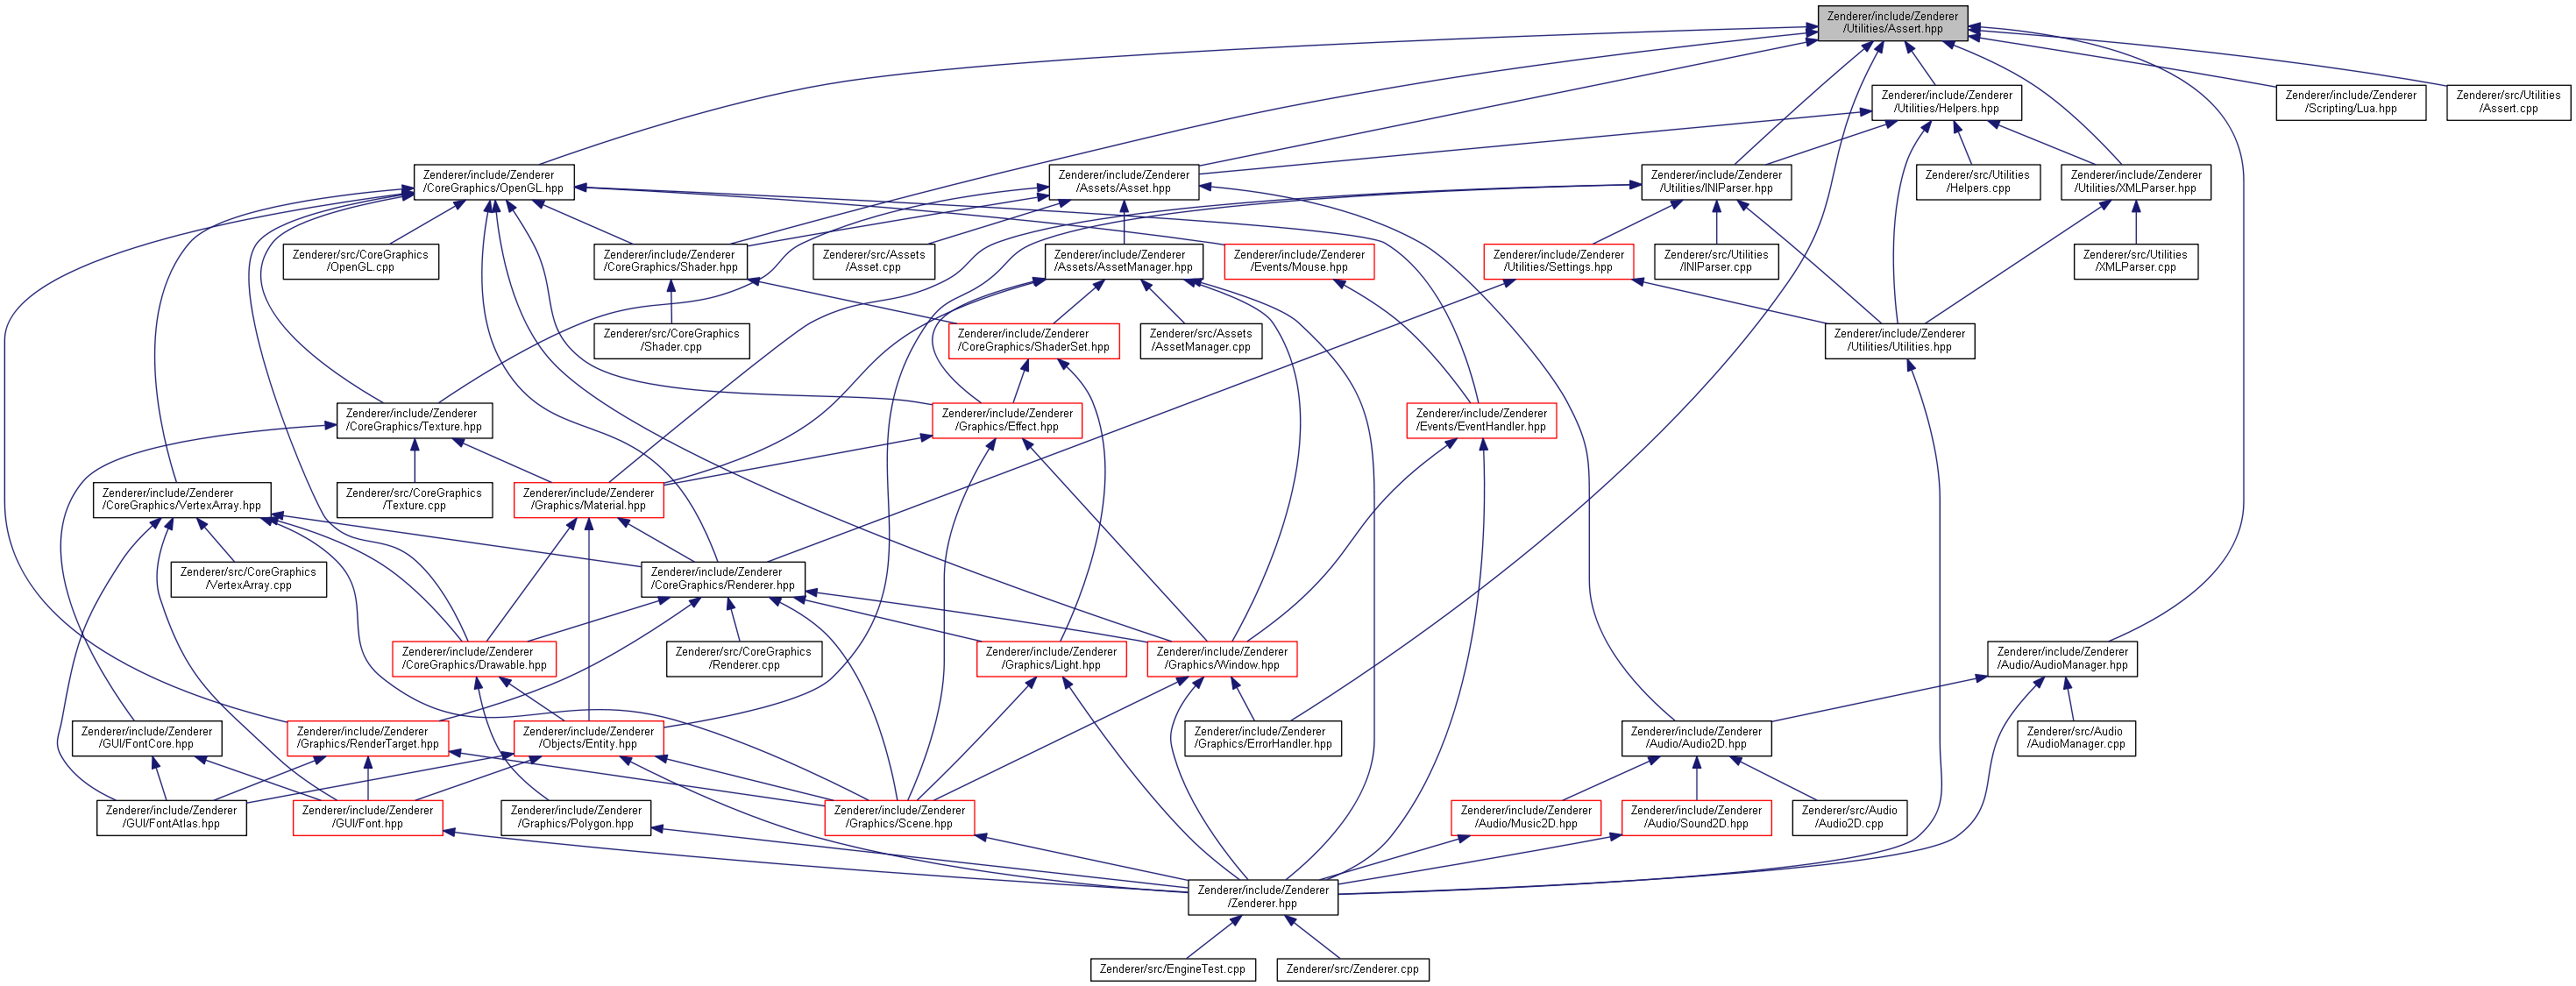 Zenderer/include/Zenderer
/Utilities/Assert.hpp
Zenderer/include/Zenderer
/Utilities/Helpers.hpp
Zenderer/include/Zenderer
/Scripting/Lua.hpp
Zenderer/src/Utilities
/Assert.cpp
Zenderer/include/Zenderer
/CoreGraphics/OpenGL.hpp
Zenderer/include/Zenderer
/Assets/Asset.hpp
Zenderer/include/Zenderer
/Utilities/INIParser.hpp
Zenderer/src/Utilities
/Helpers.cpp
Zenderer/include/Zenderer
/Utilities/XMLParser.hpp
Zenderer/src/CoreGraphics
/OpenGL.cpp
Zenderer/include/Zenderer
/CoreGraphics/Shader.hpp
Zenderer/src/Assets
/Asset.cpp
Zenderer/include/Zenderer
/Assets/AssetManager.hpp
Zenderer/include/Zenderer
/Events/Mouse.hpp
Zenderer/include/Zenderer
/Utilities/Settings.hpp
Zenderer/src/Utilities
/INIParser.cpp
Zenderer/src/Utilities
/XMLParser.cpp
Zenderer/src/CoreGraphics
/Shader.cpp
Zenderer/include/Zenderer
/CoreGraphics/ShaderSet.hpp
Zenderer/src/Assets
/AssetManager.cpp
Zenderer/include/Zenderer
/Utilities/Utilities.hpp
Zenderer/include/Zenderer
/CoreGraphics/Texture.hpp
Zenderer/include/Zenderer
/Graphics/Effect.hpp
Zenderer/include/Zenderer
/Events/EventHandler.hpp
Zenderer/include/Zenderer
/CoreGraphics/VertexArray.hpp
Zenderer/src/CoreGraphics
/Texture.cpp
Zenderer/include/Zenderer
/Graphics/Material.hpp
Zenderer/src/CoreGraphics
/VertexArray.cpp
Zenderer/include/Zenderer
/CoreGraphics/Renderer.hpp
Zenderer/include/Zenderer
/CoreGraphics/Drawable.hpp
Zenderer/src/CoreGraphics
/Renderer.cpp
Zenderer/include/Zenderer
/Graphics/Light.hpp
Zenderer/include/Zenderer
/Graphics/Window.hpp
Zenderer/include/Zenderer
/Audio/AudioManager.hpp
Zenderer/include/Zenderer
/GUI/FontCore.hpp
Zenderer/include/Zenderer
/Graphics/RenderTarget.hpp
Zenderer/include/Zenderer
/Objects/Entity.hpp
Zenderer/include/Zenderer
/Graphics/ErrorHandler.hpp
Zenderer/include/Zenderer
/Audio/Audio2D.hpp
Zenderer/src/Audio
/AudioManager.cpp
Zenderer/include/Zenderer
/GUI/FontAtlas.hpp
Zenderer/include/Zenderer
/GUI/Font.hpp
Zenderer/include/Zenderer
/Graphics/Polygon.hpp
Zenderer/include/Zenderer
/Graphics/Scene.hpp
Zenderer/include/Zenderer
/Audio/Music2D.hpp
Zenderer/include/Zenderer
/Audio/Sound2D.hpp
Zenderer/src/Audio
/Audio2D.cpp
Zenderer/include/Zenderer
/Zenderer.hpp
Zenderer/src/EngineTest.cpp
Zenderer/src/Zenderer.cpp